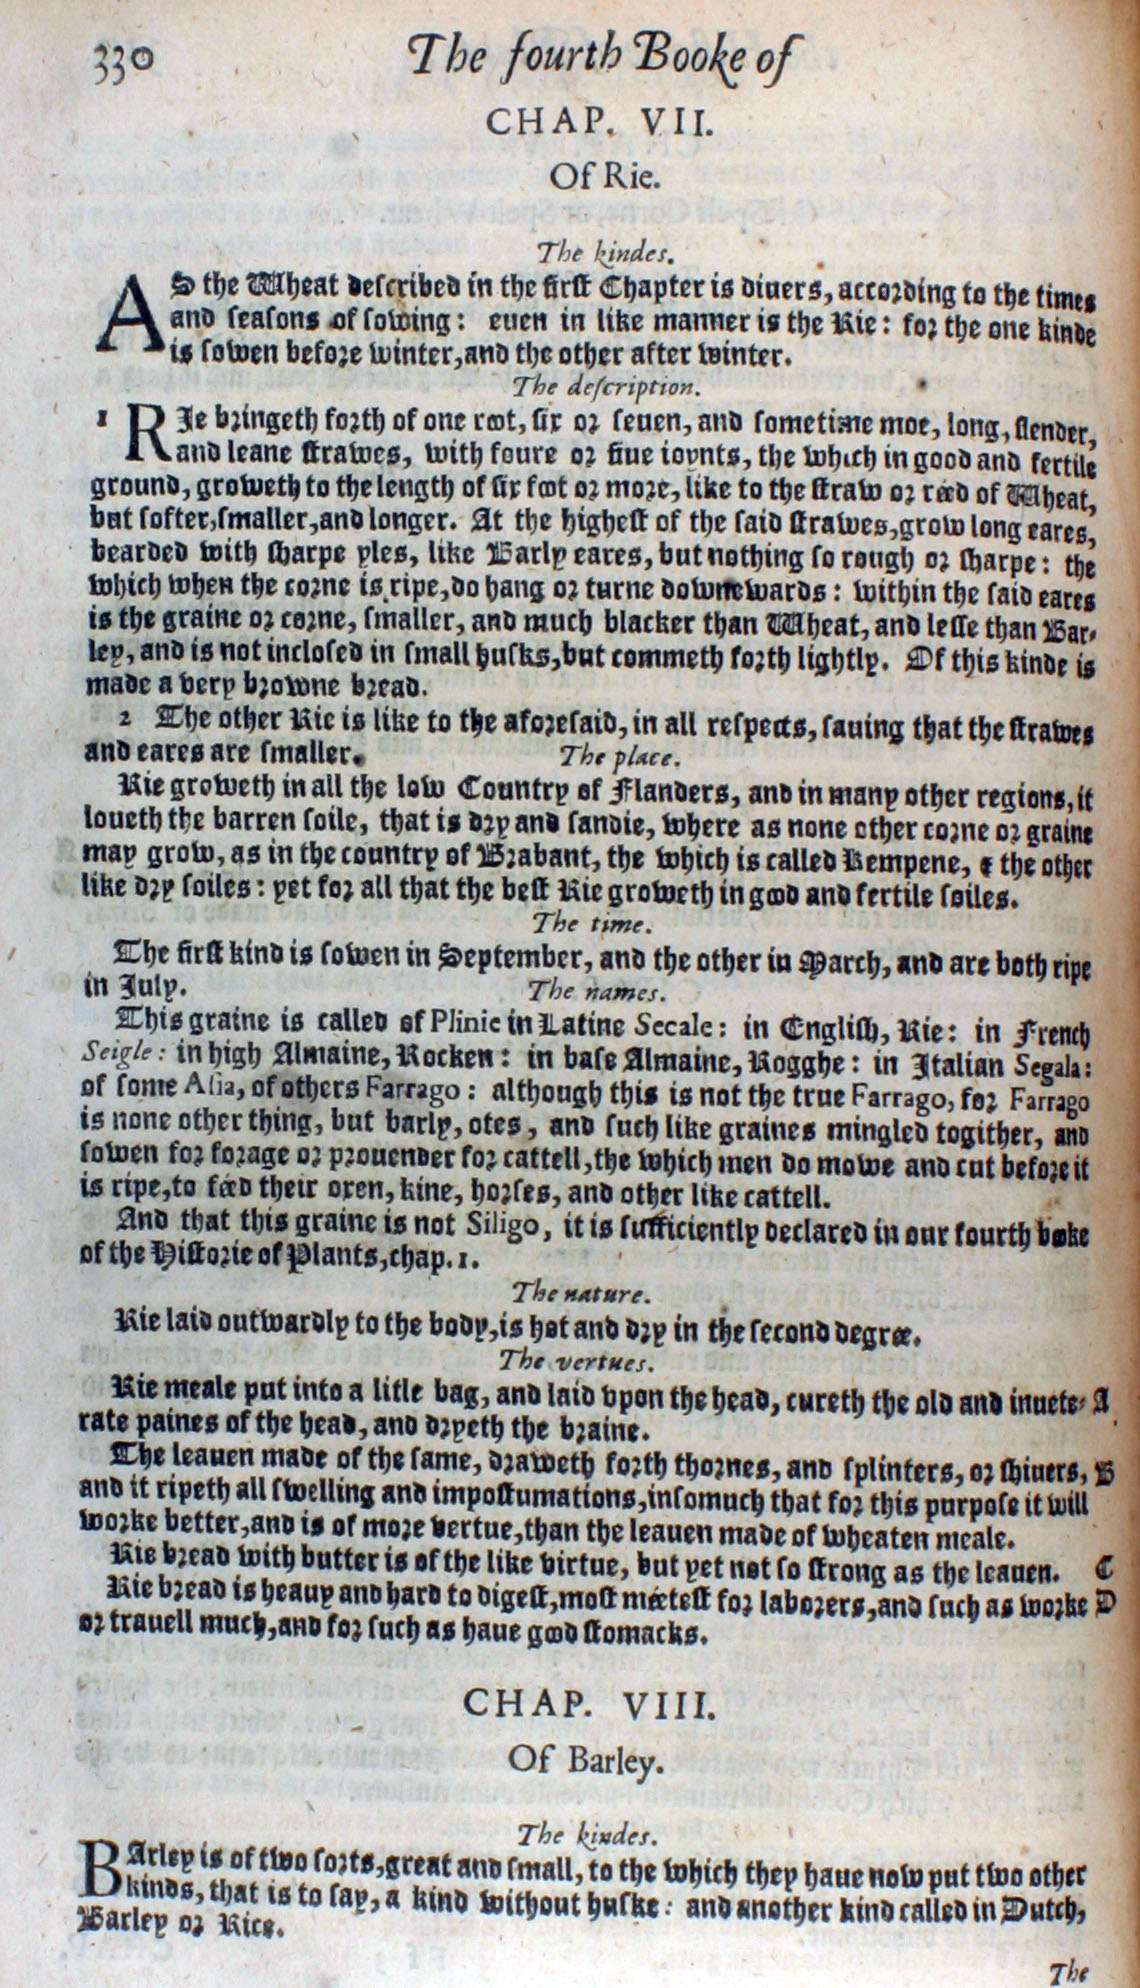 330 The fourth Booke of
CHAP. VII.
Of Rie.
The kindes.
AS the Wheat deſcribed in the firſt Chapter is diuers, according to the times
and ſeaſons of ſowing: euen in like manner is the Rie: for the one kinde
is ſowen before winter, and the other after winter.
The deſcription.
1 RIe bringeth forth of one root, ſix or ſeuen, and ſometime moe, long, ſlender,
and leane ſtrawes, with foure or fiue ioynts, the which in good and fertile
ground, groweth to the length of ſix foot or more, like to the ſtraw or reed of Wheat,
but ſofter, ſmaller, and longer. At the higheſt of the ſaid ſtrawes, grow long eares,
bearded with ſharpe yles, like Barly eares, but nothing ſo rough or ſharpe: the
which when the corne is ripe, do hang or turne downewards: within the ſaid eares
is the graine or corne, ſmaller, and much blacker than Wheat, and leſſe than Bar-
ley, and is not incloſed in ſmall huſks, but commeth forth lightly. Of this kinde is
made a very browne bread.
2 The other Rie is like to the aforeſaid, in all reſpects, ſauing that the ſtrawes
and eares are ſmaller. The place.
Rie groweth in all the low Country of Flanders, and in many other regions, it
loueth the barren ſoile, that is dry and ſandie, where as none other corne or graine
may grow, as in the country of Brabant, the which is called Kempene, & the other
like dry ſoiles: yet for all that the beſt Rie groweth in good and fertile ſoiles.
The time.
The firſt kind is ſowen in September, and the other in March, and are both ripe
in July. The names.
This graine is called of Plinie in Latine Secale: in Engliſh, Rie: in French
Seigle: in high Almaine, Rocken: in baſe Almaine, Rogghe: in Italian Segala:
of ſome Aſia, of others Farrago: although this is not the true Farrago, for Farrago
is none other thing, but barly, otes, and ſuch like graines mingled togither, and
ſowen for forage or prouender for cattell, the which men do mowe and cut before it
is ripe, to feed their oxen, kine, horſes, and other like cattell.
And that this graine is not Siligo, it is ſufficiently declared in our fourth booke
of the Hiſtorie of Plants, chap. 1.
The nature.
Rie laid outwardly to the body, is hot and dry in the ſecond degree.
The vertues.
Rie meale put into a litle bag, and laid vpon the head, cureth the old and inuete- A
rate paines of the head, and dryeth the braine.
The leauen made of the ſame, draweth forth thornes, and ſplinters, or ſhiuers, B
and it ripeth all ſwelling and impoſtumations, inſomuch that for this purpoſe it will
worke better, and is of more vertue, than the leauen made of wheaten meale.
Rie bread with butter is of the like virtue, but yet not ſo ſtrong as the leauen. C
Rie bread is heauy and hard to digeſt, moſt meeteſt for laborers, and ſuch as worke D
or trauell much, and for ſuch as haue good ſtomacks.
CHAP. VIII.
Of Barley.
The kindes.
BArley is of two ſorts, great and ſmall, to the which they haue now put two other
kinds, that is to ſay, a kind without huſke: and another kind called in Dutch,
Barley or Rice.
The